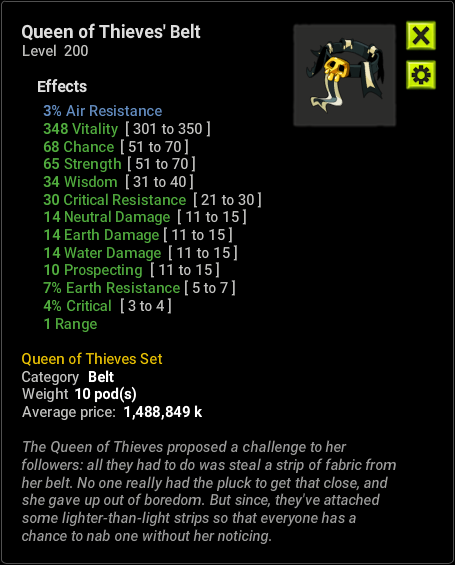 Queen of Thieves' Belt
Level 200
Effects
3% Air Resistance
348 Vitality [ 301 to 350 ]
68 Chance [ 51 to 70 ]
65 Strength [ 51 to 70 ]
34 Wisdom [ 31 to 40 ]
30 Critical Resistance [ 21 to 30 ]
14 Neutral Damage [ 11 to 15 ]
14 Earth Damage [ 11 to 15 ]
14 Water Damage [ 11 to 15 ]
10 Prospecting [ 11 to 15 ]
7% Earth Resistance [ 5 to 7 ]
4% Critical [ 3 to 4 ]
1 Range
Queen of Thieves Set
Category Belt
Weight 10 pod(s)
Average price: 1,488,849 k
The Queen of Thieves proposed a challenge to her
followers: all they had to do was steal a strip of fabric from
her belt. No one really had the pluck to get that close, and
she gave up out of boredom. But since, they've attached
some lighter-than-light strips so that everyone has a
chance to nab one without her noticing.